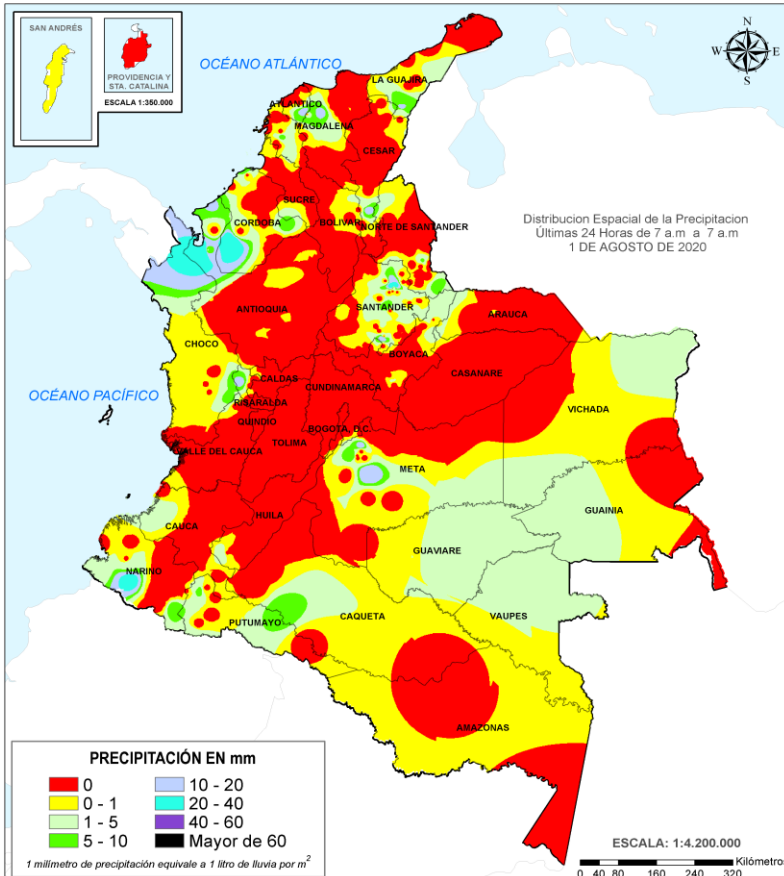 SAN ANDRÉS
PROVIDENCIA Y
STA. CATALINA
ESCALA 1:350.000
OCÉANO ATLÁNTICO
N
W
E
S
LA GUAJIRA
ATLANTICO
MAGDALENA
CESAR
SUCRE
CORDOBA
BOLIVAR
NORTE DE SANTANDER
Distribucion Espacial de la Precipitacion
Últimas 24 Horas de 7 a.m a 7 a.m
1 DE AGOSTO DE 2020
ANTIOQUIA
SANTANDER
ARAUCA
CHOCO
BOYACA
CALDAS
CUNDINAMARCA
CASANARE
OCÉANO PACÍFICO
RISARALDA
VICHADA
QUINDIO
BOGOTA, D.C.
TOLIMA
VALLE DEL CAUCA
META
GUAINIA
HUILA
CAUCA
GUAVIARE
NARIÑO
CAQUETA
VAUPES
PUTUMAYO
AMAZONAS
PRECIPITACIÓN EN mm
0
10 - 20
0 - 1
20 - 40
1 - 5
40 - 60
5 - 10
Mayor de 60
1 milímetro de precipitación equivale a 1 litro de lluvia por m²
ESCALA: 1:4.200.000
Kilómetros
0 40 80 160 240 320